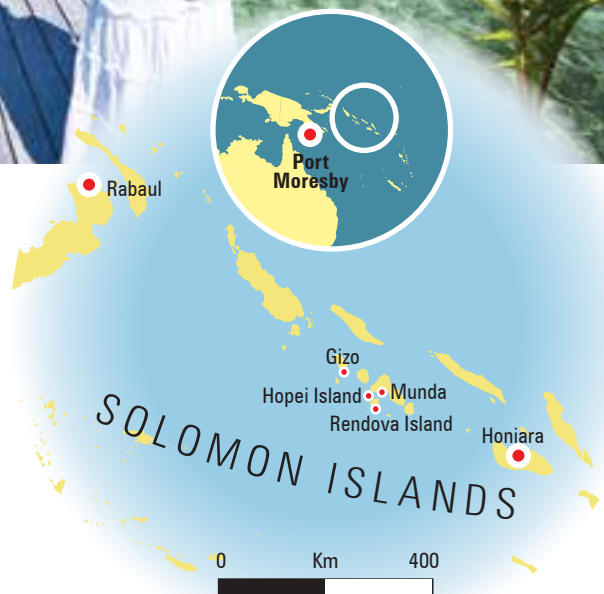 Port
Moresby
Rabaul
Gizo
Hopei Island
Munda
Rendova Island
Honiara
SOLOMON ISLANDS
0 Km 400